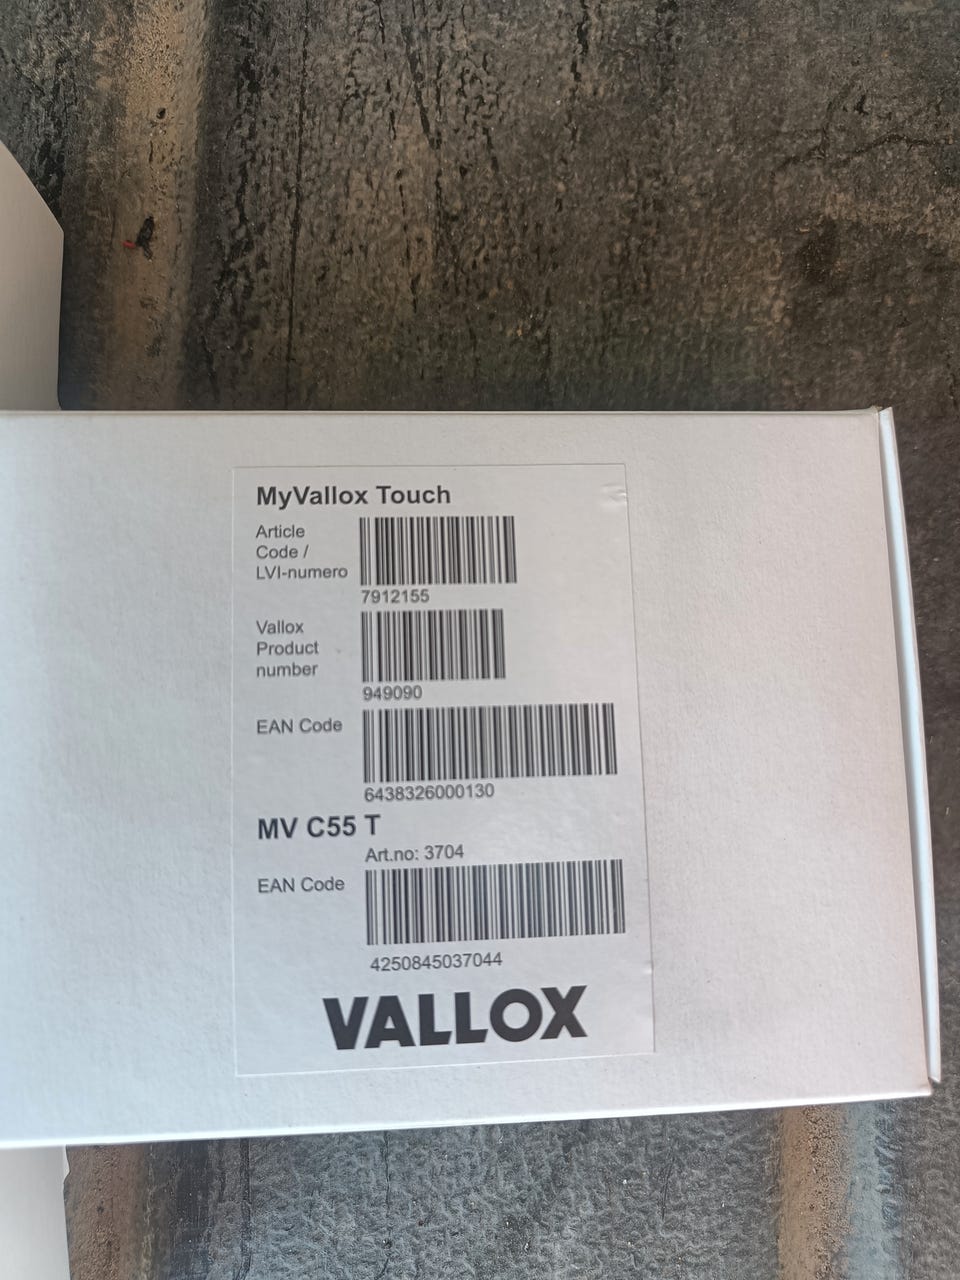 MyVallox Touch
Article
Code /
LVI-numero
7912155
Vallox
Product
number
949090
EAN Code
6438326000130
MV C55 T
Art.no: 3704
EAN Code
4250845037044
VALLOX